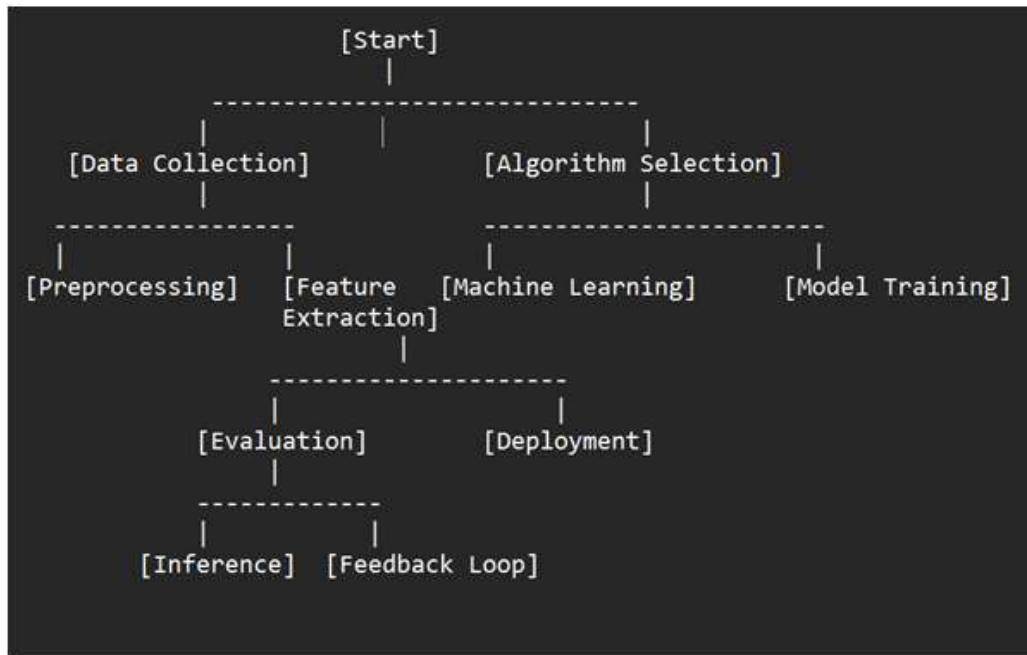 [Start]
[Data Collection] [Algorithm Selection]
[Preprocessing] [Feature [Machine Learning] [Model Training]
Extraction]
[Evaluation] [Deployment]
[Inference] [Feedback Loop]